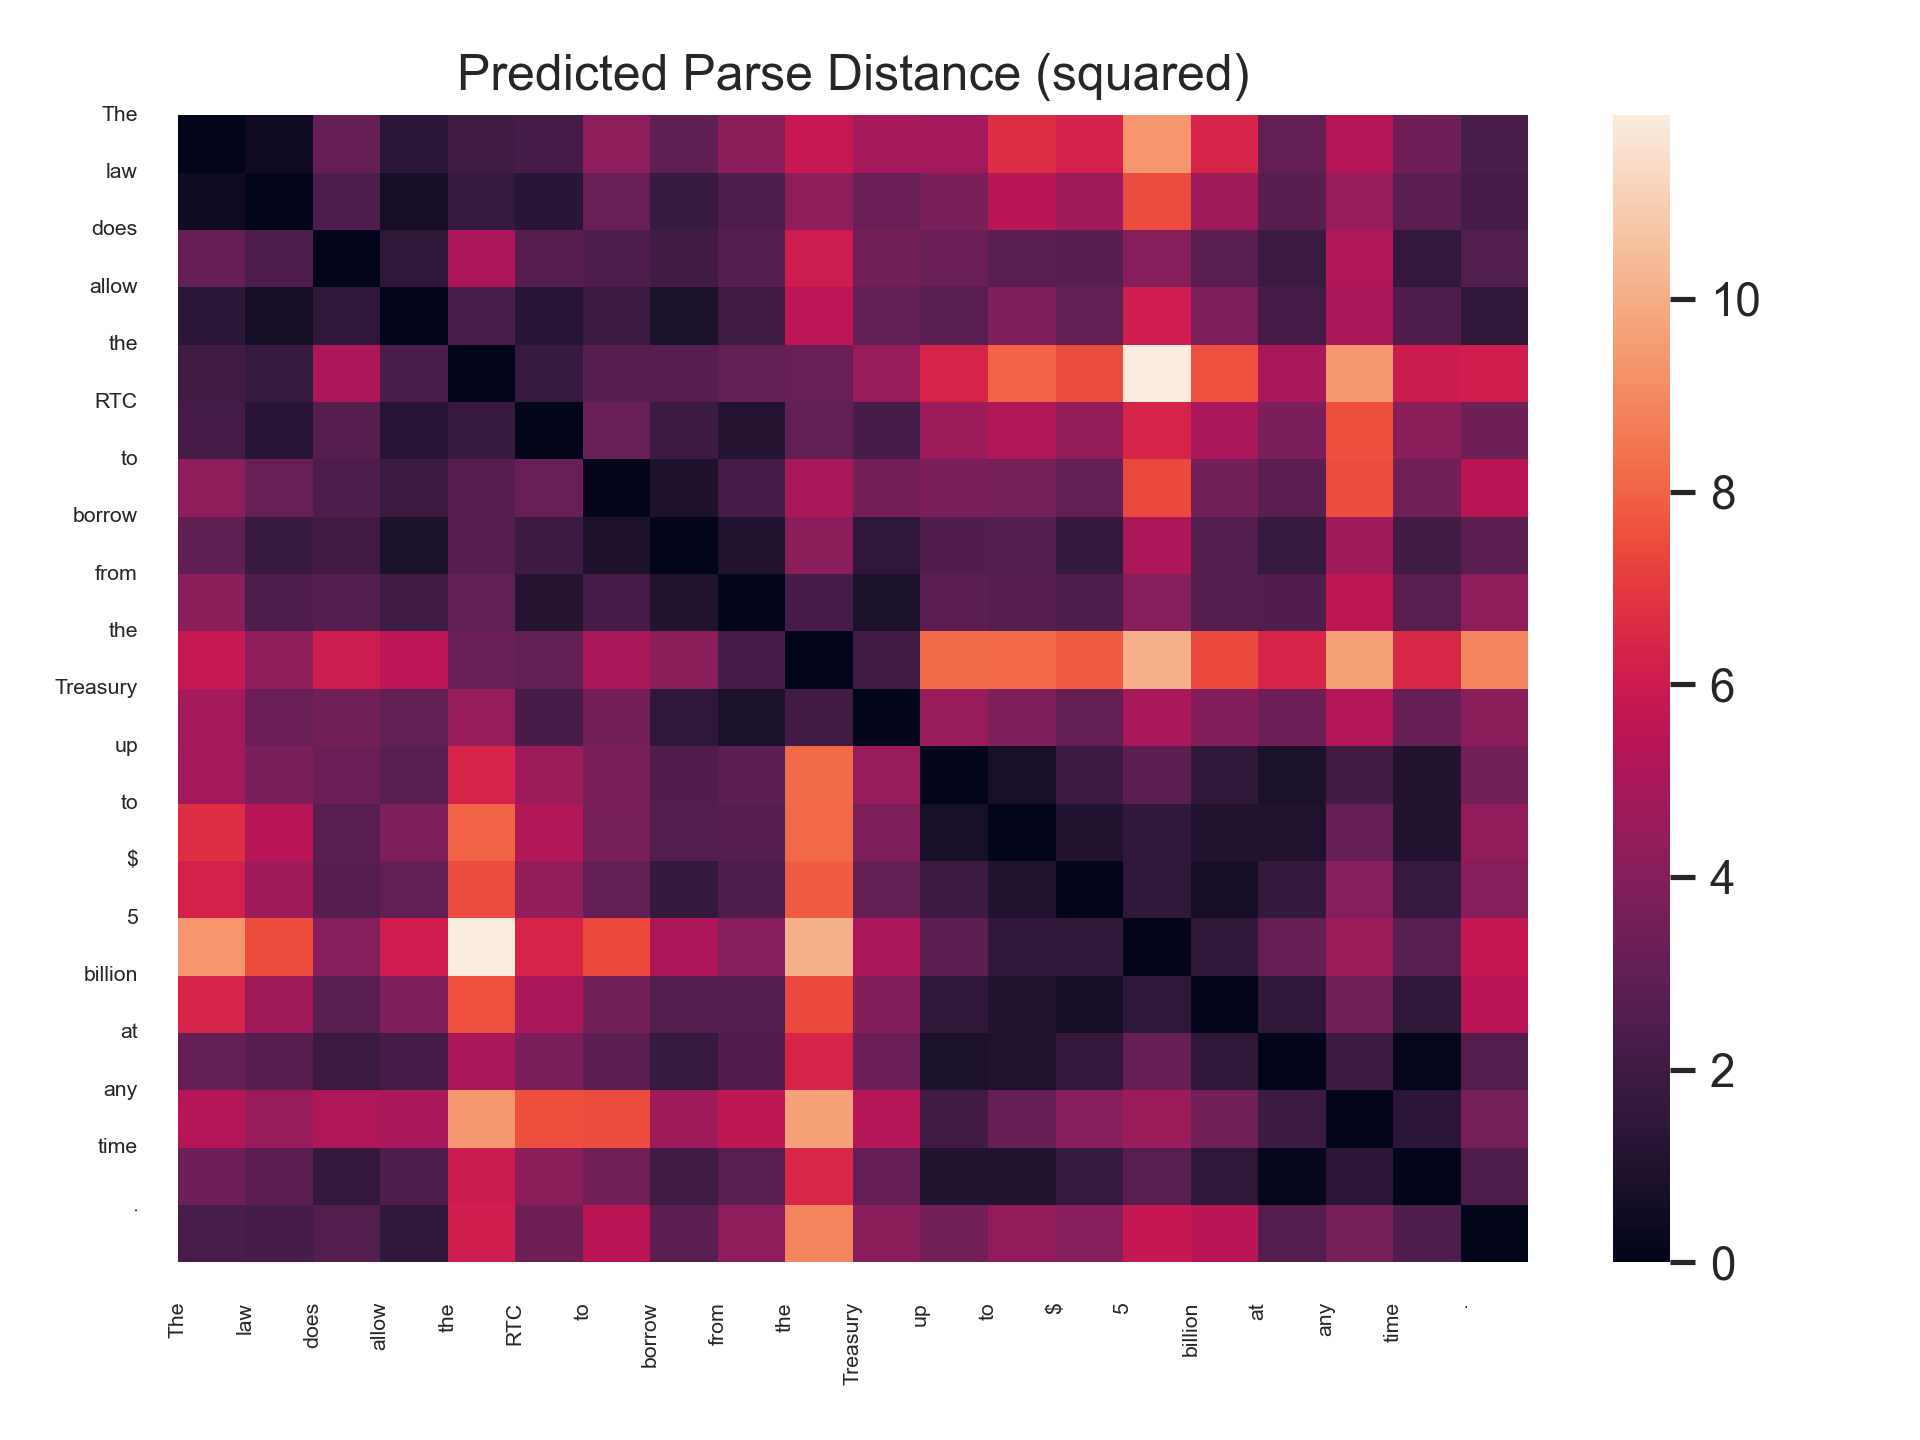 Predicted Parse Distance (squared)
The
law
does
allow
the
RTC
to
borrow
from
the
Treasury
up
to
$
5
billion
at
any
time
.
10
8
6
4
2
0
The
law
does
allow
the
RTC
to
borrow
from
the
Treasury
up
to
$
5
billion
at
any
time
.